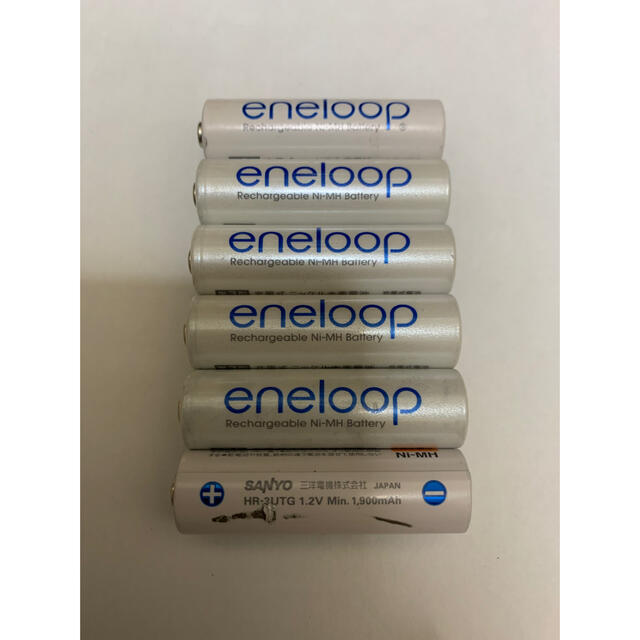 eneloop
Rechargeable Ni-MH Battery
eneloop
Rechargeable Ni-MH Battery
eneloop
Rechargeable Ni-MH Battery
eneloop
Rechargeable Ni-MH Battery
eneloop
Rechargeable Ni-MH Battery
Ni-MH
+ SANYO 三洋電機株式会社 JAPAN −
HR-3UTG 1.2V Min. 1,900mAh